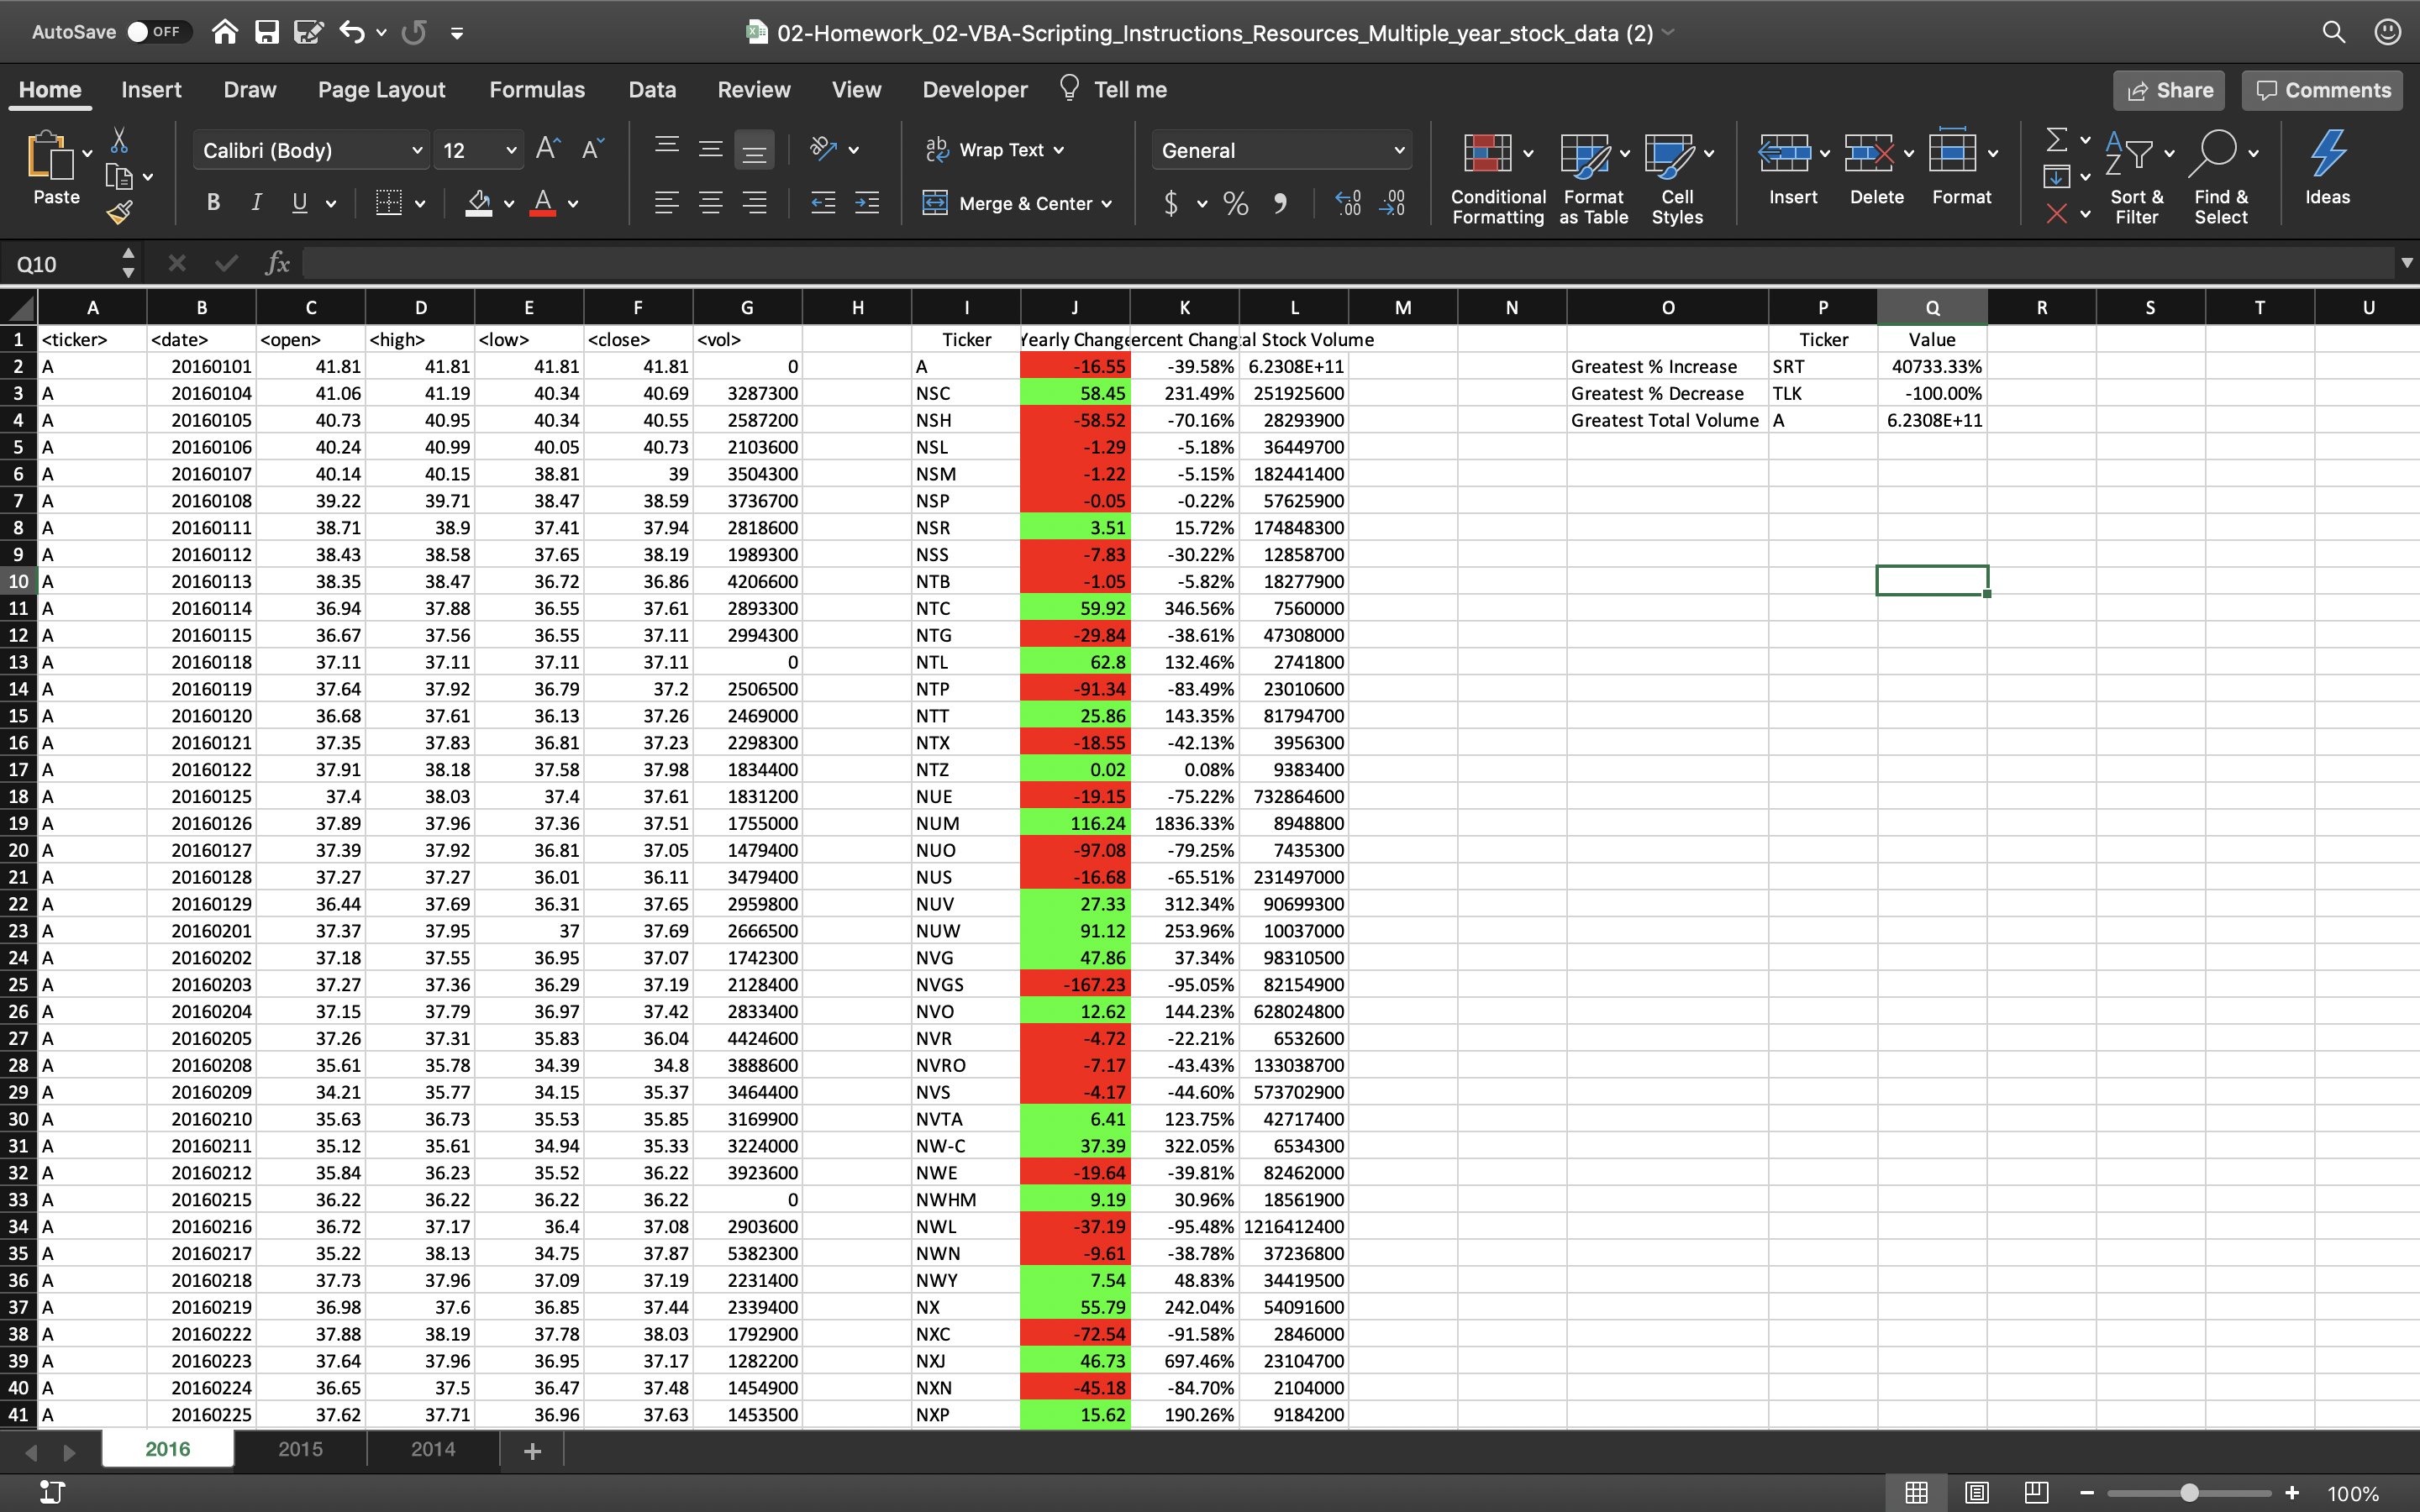 AutoSave OFF 02-Homework_02-VBA-Scripting_Instructions_Resources_Multiple_year_stock_data (2)
Home Insert Draw Page Layout Formulas Data Review View Developer Tell me Share Comments
Paste Calibri (Body) 12 A A ab Wrap Text General Conditional Formatting Format as Table Cell Styles Insert Delete Format Sort & Filter Find & Select Ideas
B I U A Merge & Center $ % 9 .00 .00
Q10 fx
A B C D E F G H I J K L M N O P Q R S T U
1 <ticker> <date> <open> <high> <low> <close> <vol> Ticker Yearly Change ercent Chang al Stock Volume Ticker Value
2 A 20160101 41.81 41.81 41.81 41.81 0 A -16.55 -39.58% 6.2308E+11 Greatest % Increase SRT 40733.33%
3 A 20160104 41.06 41.19 40.34 40.69 3287300 NSC 58.45 231.49% 251925600 Greatest % Decrease TLK -100.00%
4 A 20160105 40.73 40.95 40.34 40.55 2587200 NSH -58.52 -70.16% 28293900 Greatest Total Volume A 6.2308E+11
5 A 20160106 40.24 40.99 40.05 40.73 2103600 NSL -1.29 -5.18% 36449700
6 A 20160107 40.14 40.15 38.81 39 3504300 NSM -1.22 -5.15% 182441400
7 A 20160108 39.22 39.71 38.47 38.59 3736700 NSP -0.05 -0.22% 57625900
8 A 20160111 38.71 38.9 37.41 37.94 2818600 NSR 3.51 15.72% 174848300
9 A 20160112 38.43 38.58 37.65 38.19 1989300 NSS -7.83 -30.22% 12858700
10 A 20160113 38.35 38.47 36.72 36.86 4206600 NTB -1.05 -5.82% 18277900
11 A 20160114 36.94 37.88 36.55 37.61 2893300 NTC 59.92 346.56% 7560000
12 A 20160115 36.67 37.56 36.55 37.11 2994300 NTG -29.84 -38.61% 47308000
13 A 20160118 37.11 37.11 37.11 37.11 0 NTL 62.8 132.46% 2741800
14 A 20160119 37.64 37.92 36.79 37.2 2506500 NTP -91.34 -83.49% 23010600
15 A 20160120 36.68 37.61 36.13 37.26 2469000 NTT 25.86 143.35% 81794700
16 A 20160121 37.35 37.83 36.81 37.23 2298300 NTX -18.55 -42.13% 3956300
17 A 20160122 37.91 38.18 37.58 37.98 1834400 NTZ 0.02 0.08% 9383400
18 A 20160125 37.4 38.03 37.4 37.61 1831200 NUE -19.15 -75.22% 732864600
19 A 20160126 37.89 37.96 37.36 37.51 1755000 NUM 116.24 1836.33% 8948800
20 A 20160127 37.39 37.92 36.81 37.05 1479400 NUO -97.08 -79.25% 7435300
21 A 20160128 37.27 37.27 36.01 36.11 3479400 NUS -16.68 -65.51% 231497000
22 A 20160129 36.44 37.69 36.31 37.65 2959800 NUV 27.33 312.34% 90699300
23 A 20160201 37.37 37.95 37 37.69 2666500 NUW 91.12 253.96% 10037000
24 A 20160202 37.18 37.55 36.95 37.07 1742300 NVG 47.86 37.34% 98310500
25 A 20160203 37.27 37.36 36.29 37.19 2128400 NVGS -167.23 -95.05% 82154900
26 A 20160204 37.15 37.79 36.97 37.42 2833400 NVO 12.62 144.23% 628024800
27 A 20160205 37.26 37.31 35.83 36.04 4424600 NVR -4.72 -22.21% 6532600
28 A 20160208 35.61 35.78 34.39 34.8 3888600 NVRO -7.17 -43.43% 133038700
29 A 20160209 34.21 35.77 34.15 35.37 3464400 NVS -4.17 -44.60% 573702900
30 A 20160210 35.63 36.73 35.53 35.85 3169900 NVTA 6.41 123.75% 42717400
31 A 20160211 35.12 35.61 34.94 35.33 3224000 NW-C 37.39 322.05% 6534300
32 A 20160212 35.84 36.23 35.52 36.22 3923600 NWE -19.64 -39.81% 82462000
33 A 20160215 36.22 36.22 36.22 36.22 0 NWHM 9.19 30.96% 18561900
34 A 20160216 36.72 37.17 36.4 37.08 2903600 NWL -37.19 -95.48% 1216412400
35 A 20160217 35.22 38.13 34.75 37.87 5382300 NWN -9.61 -38.78% 37236800
36 A 20160218 37.73 37.96 37.09 37.19 2231400 NWY 7.54 48.83% 34419500
37 A 20160219 36.98 37.6 36.85 37.44 2339400 NX 55.79 242.04% 54091600
38 A 20160222 37.88 38.19 37.78 38.03 1792900 NXC -72.54 -91.58% 2846000
39 A 20160223 37.64 37.96 36.95 37.17 1282200 NXJ 46.73 697.46% 23104700
40 A 20160224 36.65 37.5 36.47 37.48 1454900 NXN -45.18 -84.70% 2104000
41 A 20160225 37.62 37.71 36.96 37.63 1453500 NXP 15.62 190.26% 9184200
2016 2015 2014 +
100%